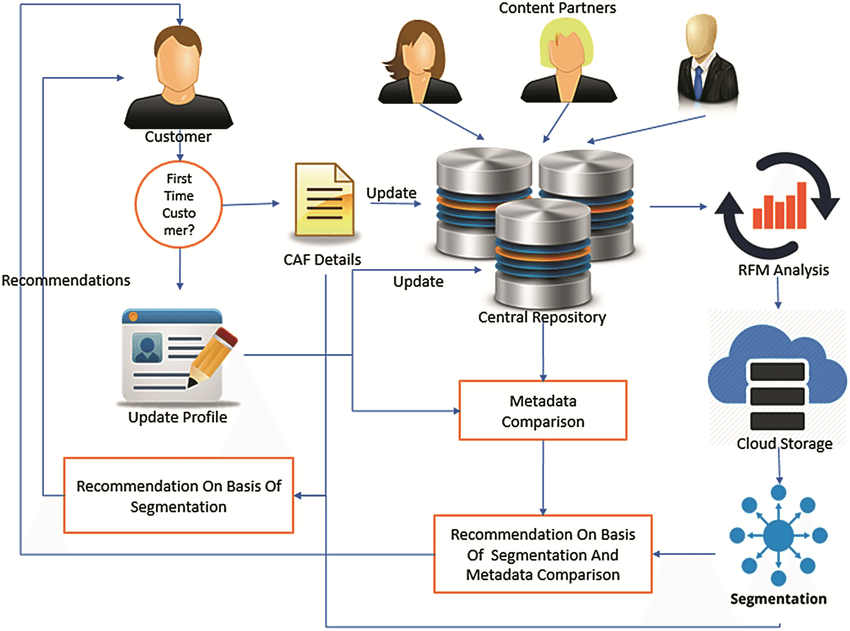 Content Partners
Customer
First
Time
Custo
mer?
Update
CAF Details
RFM Analysis
Recommendations
Update
Central Repository
Update Profile
Metadata
Comparison
Cloud Storage
Recommendation On Basis Of
Segmentation
Recommendation On Basis
Of Segmentation And
Metadata Comparison
Segmentation